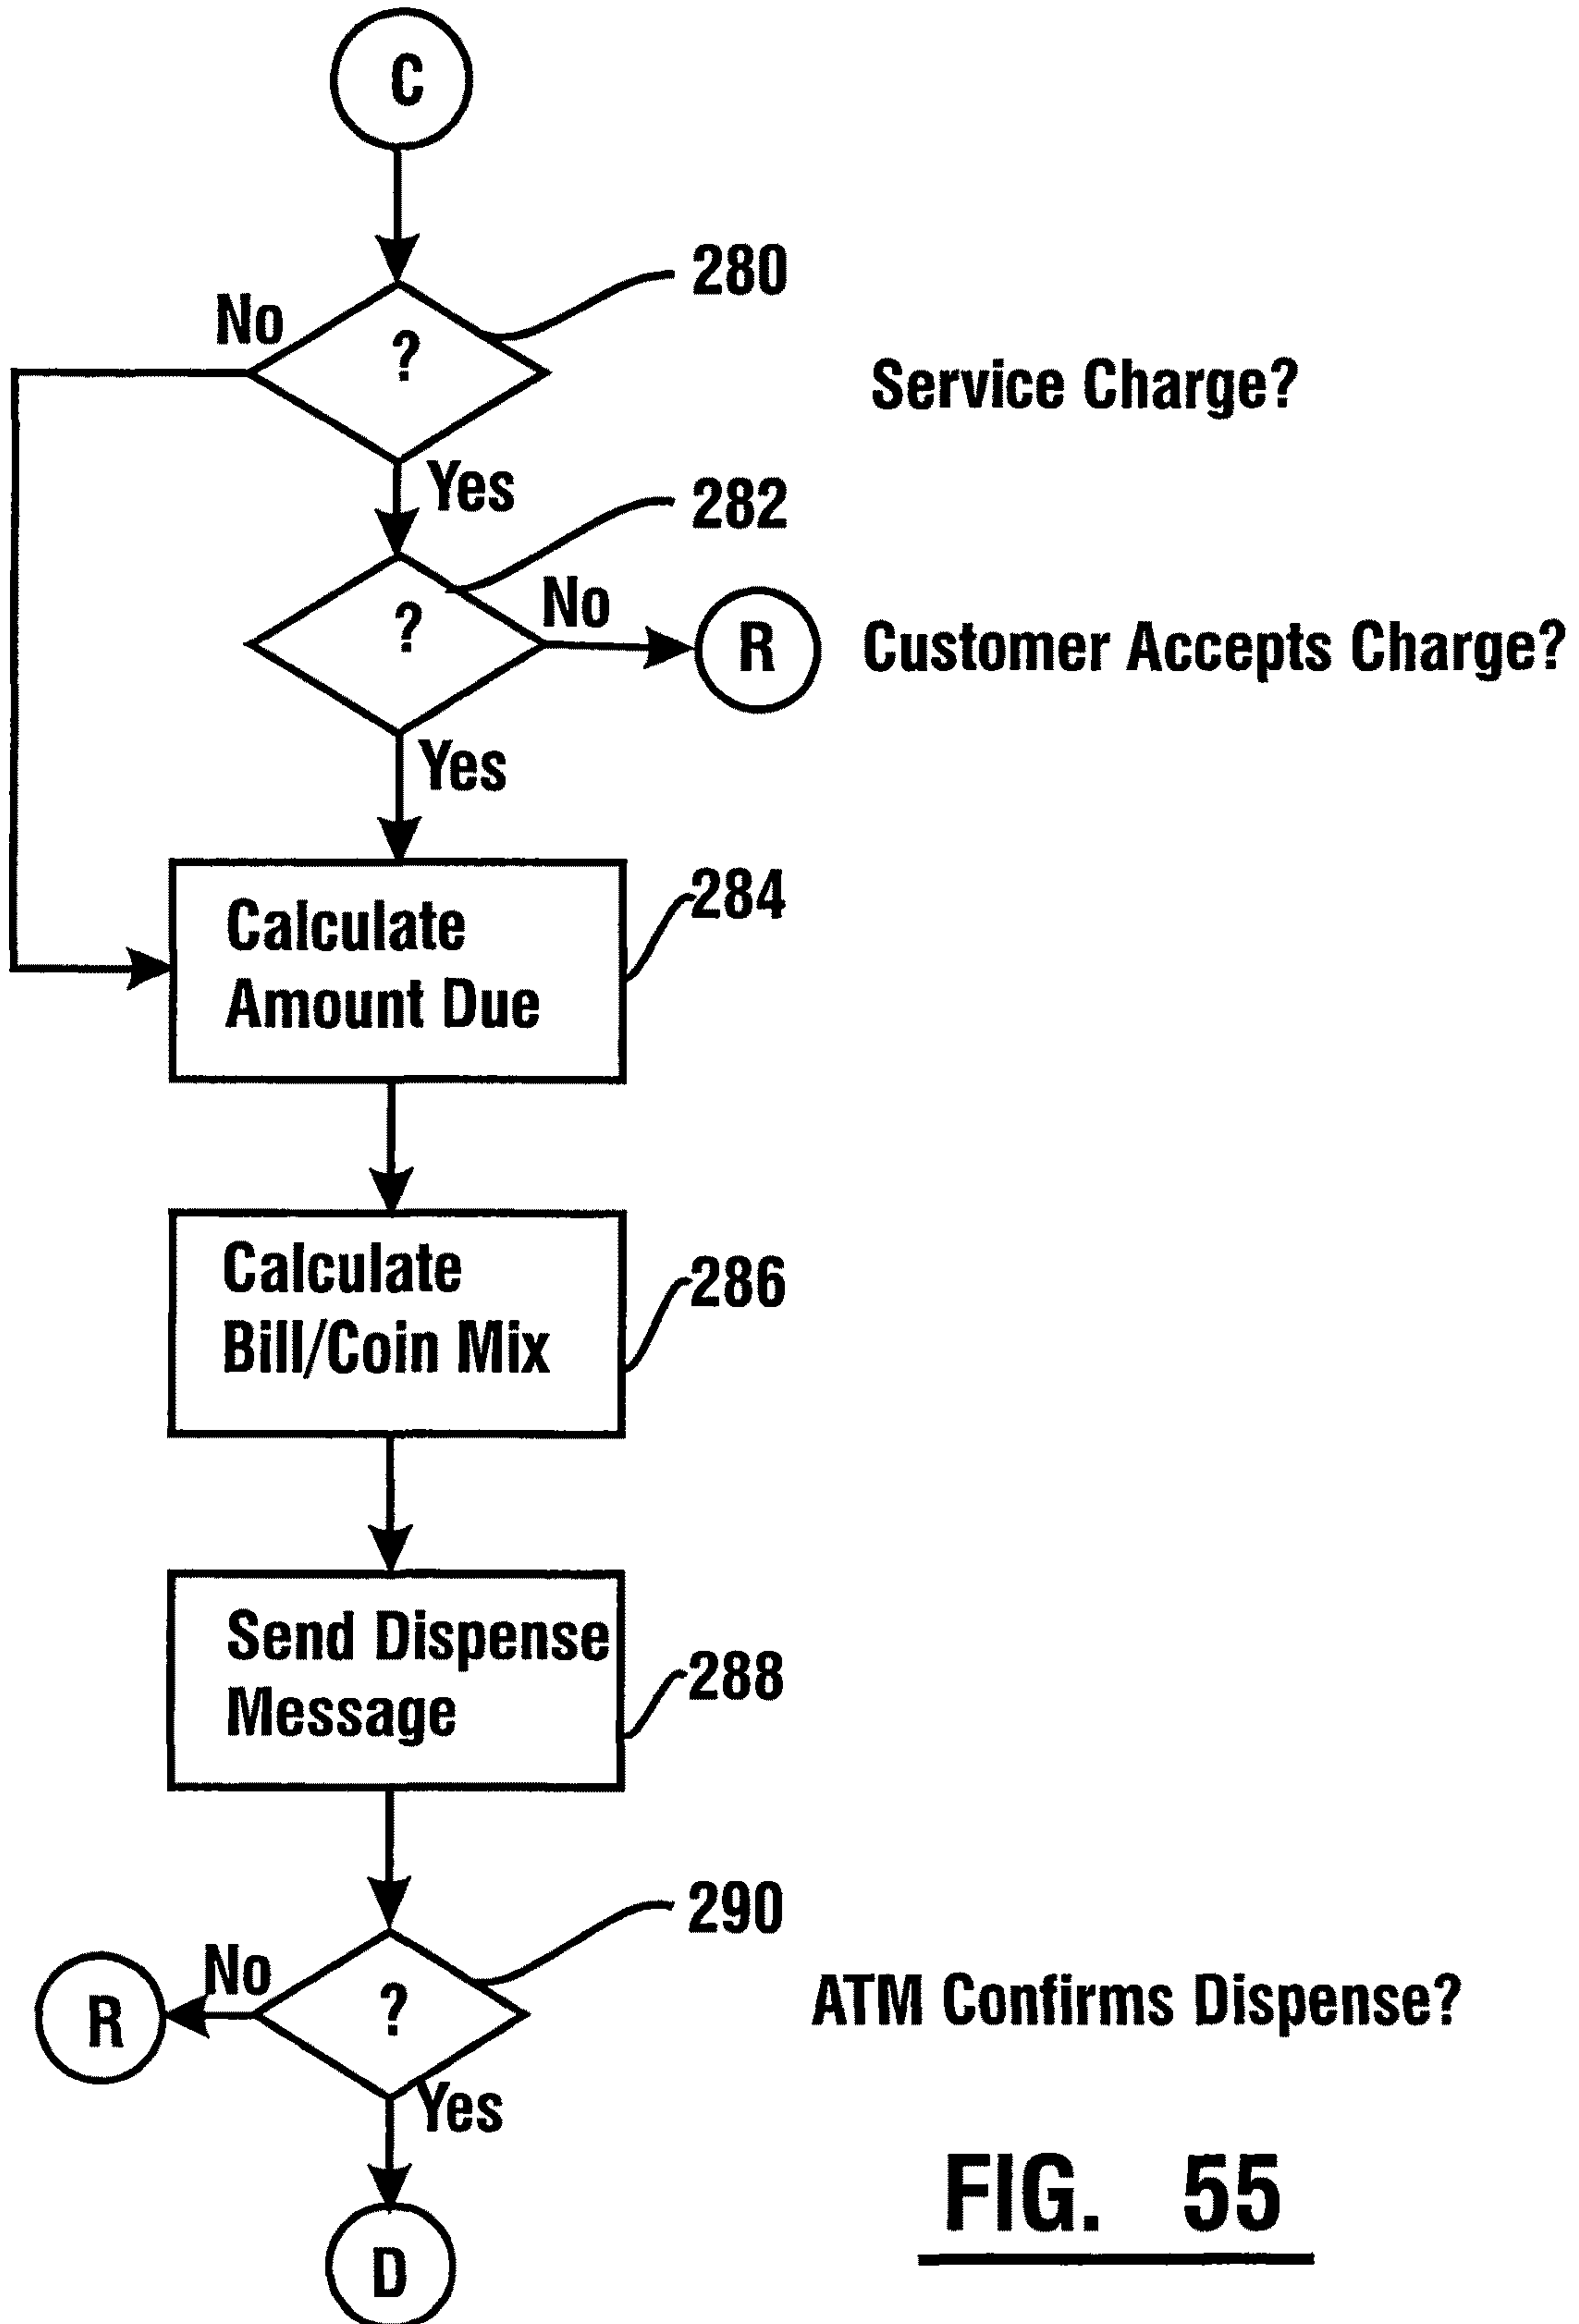 C
280
No
?
Service Charge?
Yes
282
No
?
R
Customer Accepts Charge?
Yes
284
Calculate
Amount Due
Calculate
286
Bill/Coin Mix
Send Dispense
288
Message
290
No
?
R
ATM Confirms Dispense?
Yes
FIG. 55
D